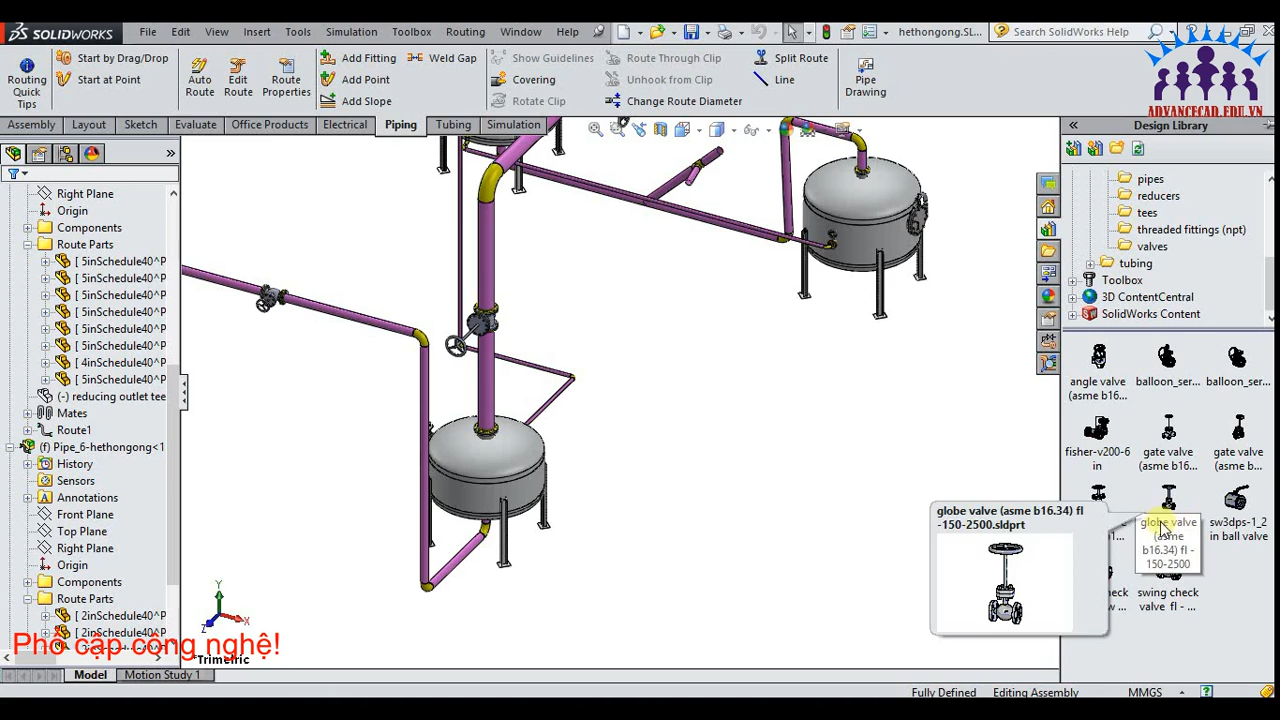 SOLIDWORKS File Edit View Insert Tools Simulation Toolbox Routing Window Help hethongong.SL... Search SolidWorks Help
Routing Quick Tips
Start by Drag/Drop
Start at Point
Auto Route
Edit Route
Route Properties
Add Fitting
Add Point
Add Slope
Weld Gap
Show Guidelines
Covering
Rotate Clip
Route Through Clip
Unhook from Clip
Change Route Diameter
Split Route
Line
Pipe Drawing
ADVANCECAD.EDU.VN
Assembly Layout Sketch Evaluate Office Products Electrical Piping Tubing Simulation
Right Plane
Origin
Components
Route Parts
[ 5inSchedule40^P
[ 5inSchedule40^P
[ 5inSchedule40^P
[ 5inSchedule40^P
[ 5inSchedule40^P
[ 5inSchedule40^P
[ 4inSchedule40^P
[ 5inSchedule40^P
(-) reducing outlet tee
Mates
Route1
(f) Pipe_6-hethongong<1
History
Sensors
Annotations
Front Plane
Top Plane
Right Plane
Origin
Components
Route Parts
[ 2inSchedule40^P
[ 2inSchedule40^P
Phổ cập công nghệ!
Y
X
Z
*Trimetric
Design Library
pipes
reducers
tees
threaded fittings (npt)
valves
tubing
Toolbox
3D ContentCentral
SolidWorks Content
angle valve (asme b16...
balloon_ser...
balloon_ser...
fisher-v200-6 in
gate valve (asme b16...
gate valve (asme b...
globe valve (asme b16.34) fl - 150-2500
sw3dps-1_2 in ball valve
swing check valve fl - ...
globe valve (asme b16.34) fl
-150-2500.sldprt
Model Motion Study 1
Fully Defined Editing Assembly MMGS